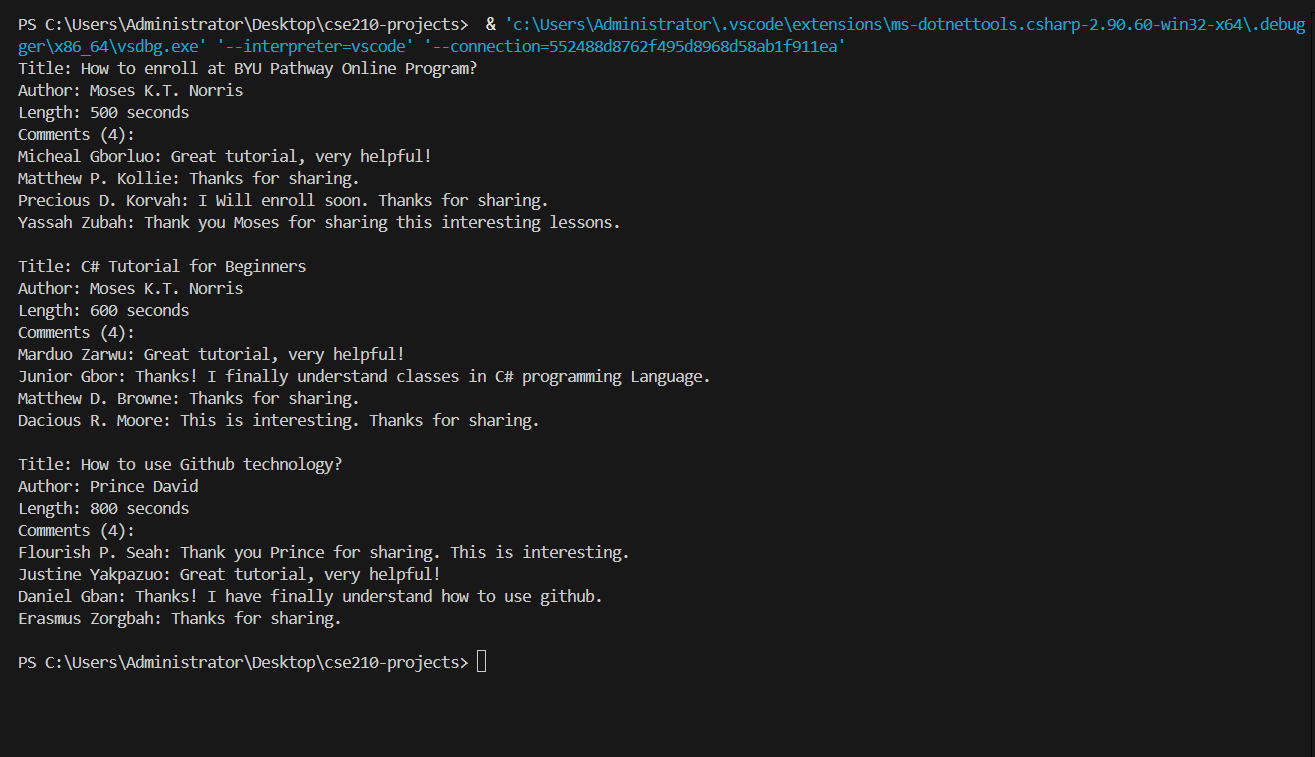 PS C:\Users\Administrator\Desktop\cse210-projects>  & 'c:\Users\Administrator\.vscode\extensions\ms-dotnettools.csharp-2.90.60-win32-x64\.debug
ger\x86_64\vsdbg.exe' '--interpreter=vscode' '--connection=552488d8762f495d8968d58ab1f911ea'
Title: How to enroll at BYU Pathway Online Program?
Author: Moses K.T. Norris
Length: 500 seconds
Comments (4):
Micheal Gborluo: Great tutorial, very helpful!
Matthew P. Kollie: Thanks for sharing.
Precious D. Korvah: I Will enroll soon. Thanks for sharing.
Yassah Zubah: Thank you Moses for sharing this interesting lessons.

Title: C# Tutorial for Beginners
Author: Moses K.T. Norris
Length: 600 seconds
Comments (4):
Marduo Zarwu: Great tutorial, very helpful!
Junior Gbor: Thanks! I finally understand classes in C# programming Language.
Matthew D. Browne: Thanks for sharing.
Dacious R. Moore: This is interesting. Thanks for sharing.

Title: How to use Github technology?
Author: Prince David
Length: 800 seconds
Comments (4):
Flourish P. Seah: Thank you Prince for sharing. This is interesting.
Justine Yakpazuo: Great tutorial, very helpful!
Daniel Gban: Thanks! I have finally understand how to use github.
Erasmus Zorgbah: Thanks for sharing.

PS C:\Users\Administrator\Desktop\cse210-projects>